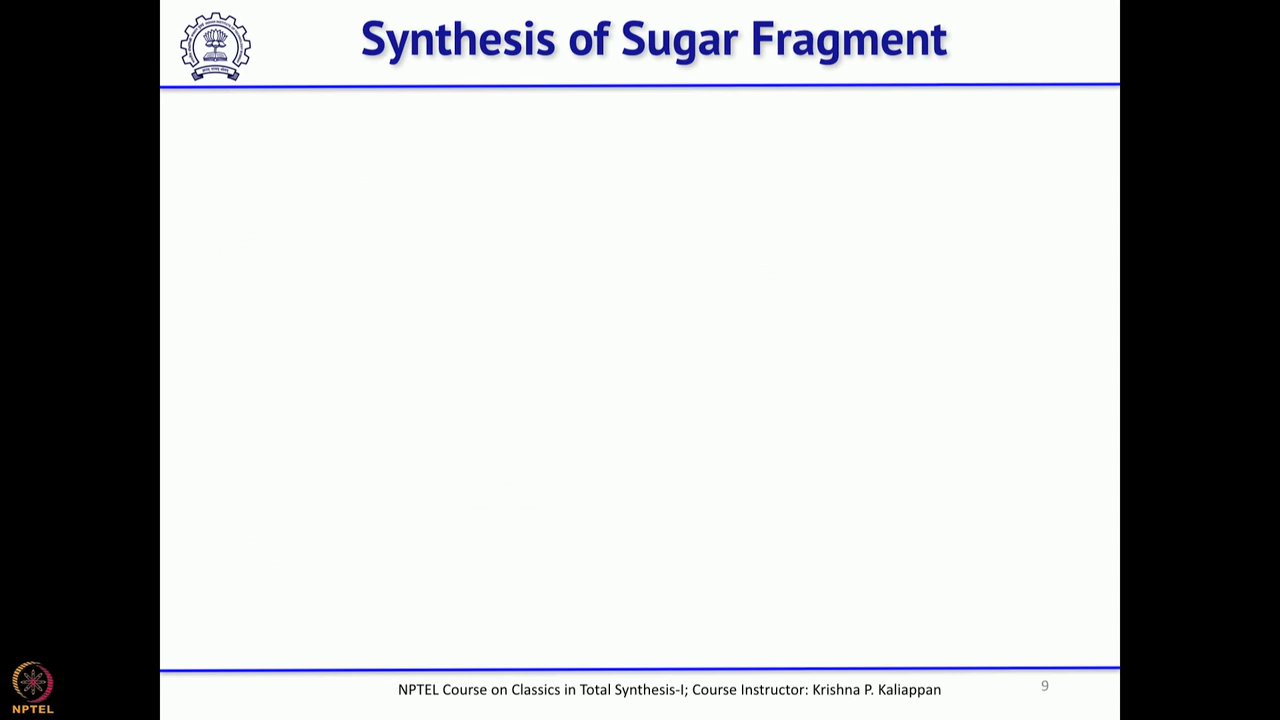 Synthesis of Sugar Fragment
NPTEL Course on Classics in Total Synthesis-I; Course Instructor: Krishna P. Kaliappan
9
NPTEL